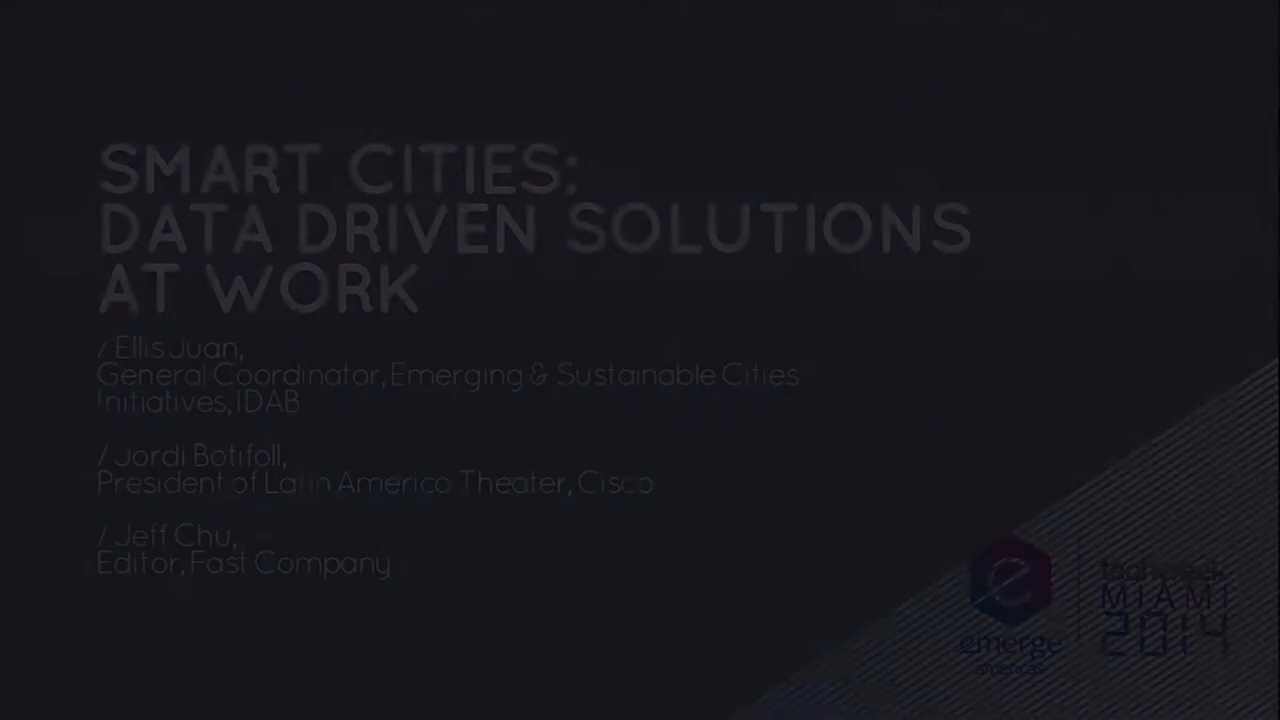 SMART CITIES:
DATA DRIVEN SOLUTIONS
AT WORK
/ Ellis Juan,
General Coordinator, Emerging & Sustainable Cities
Initiatives, IDAB
/ Jordi Botifoll,
President of Latin America Theater, Cisco
/ Jeff Chu,
Editor, Fast Company
e
emerge
americas
techweek
MIAMI
2014